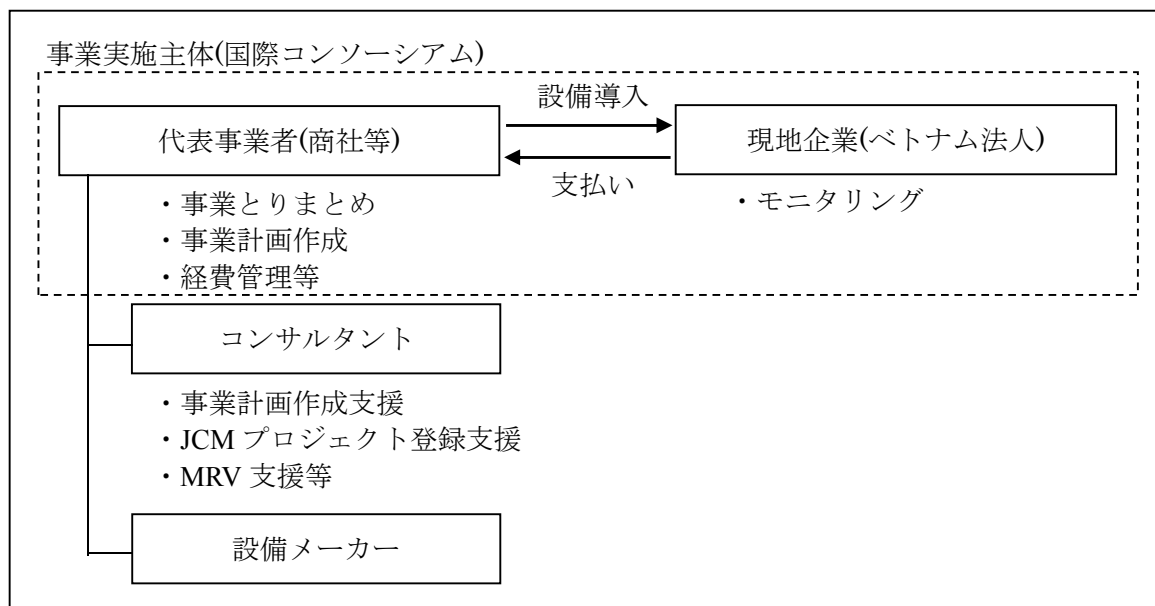 事業実施主体(国際コンソーシアム)
設備導入
代表事業者(商社等)
現地企業(ベトナム法人)
支払い
・事業とりまとめ
・事業計画作成
・経費管理等
・モニタリング
コンサルタント
・事業計画作成支援
・JCM プロジェクト登録支援
・MRV 支援等
設備メーカー